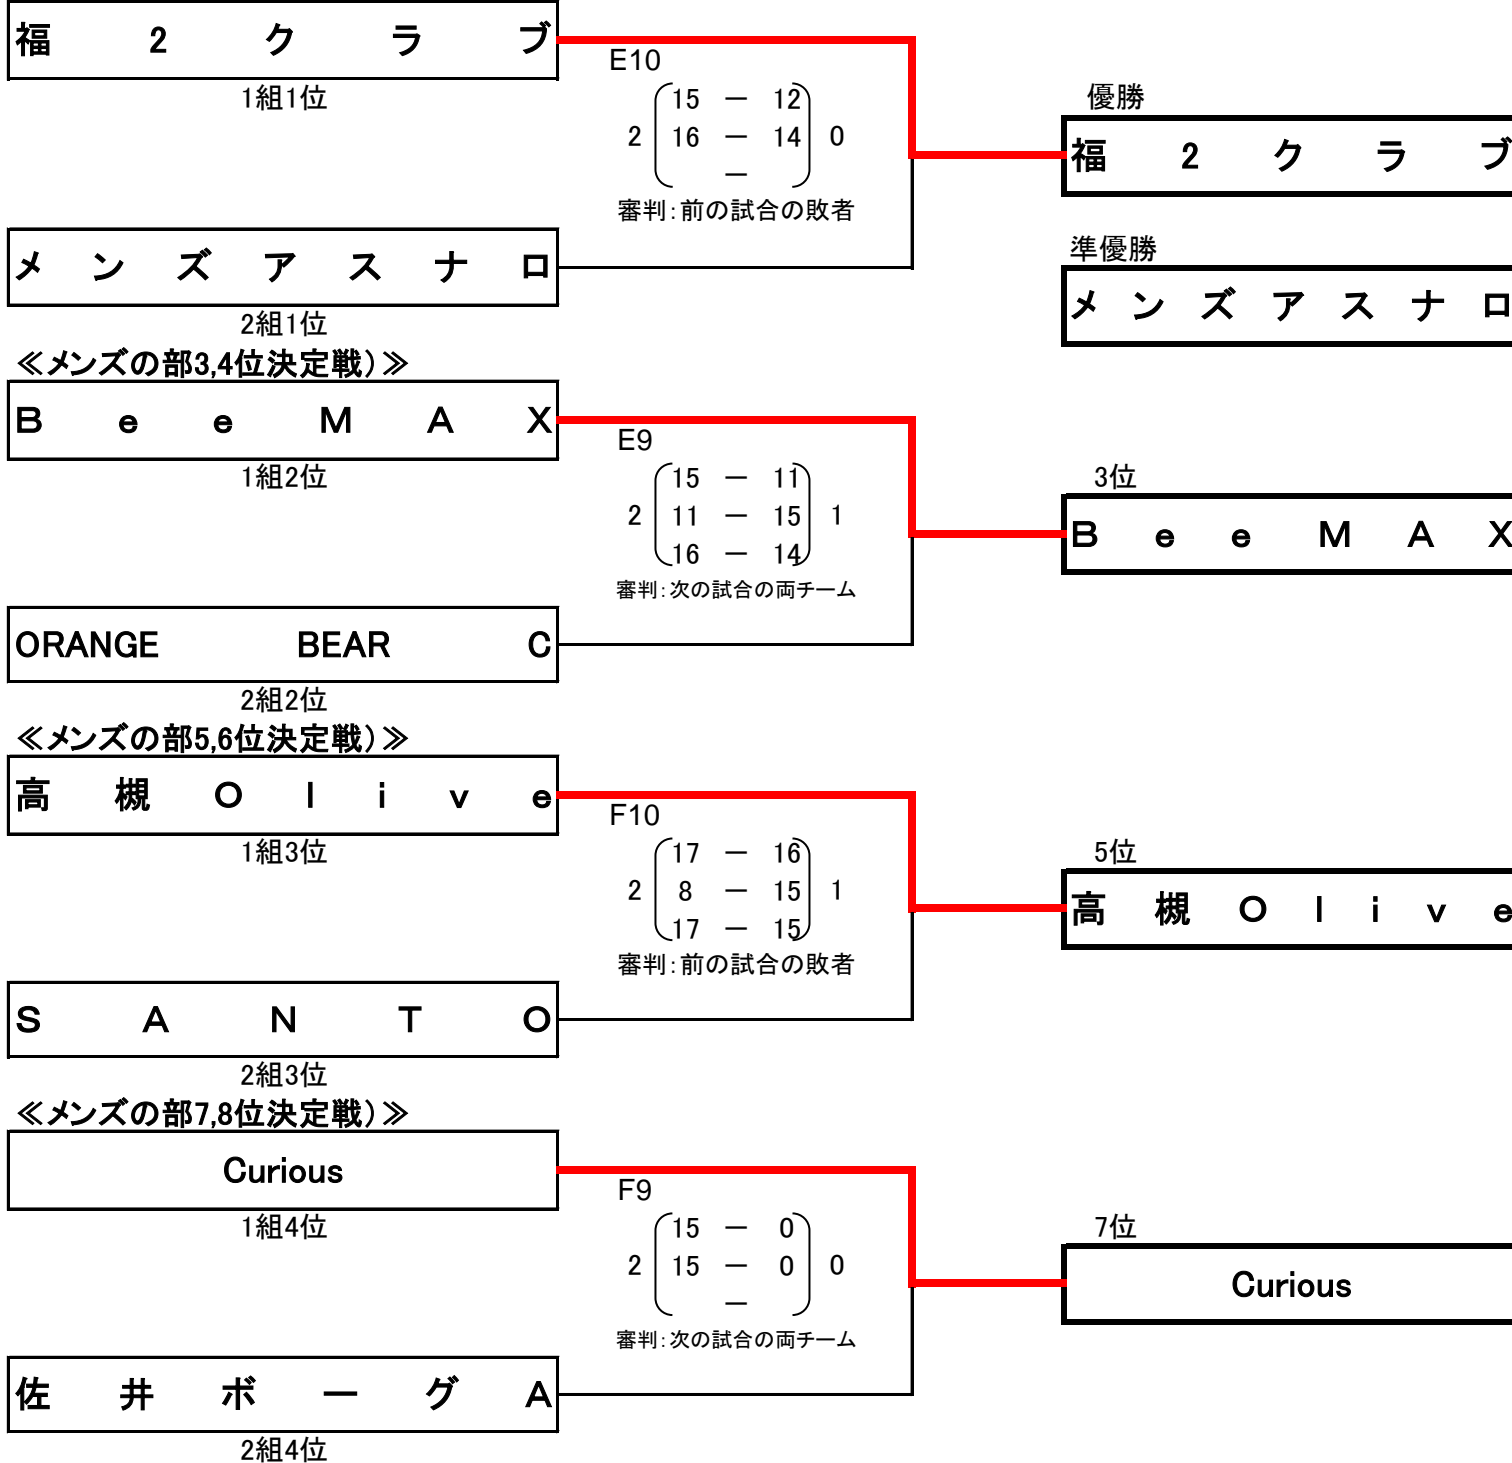 福2クラブ
1組1位
E10
15 － 12
2 16 － 14 0
－
審判：前の試合の敗者
優勝
福2クラブ
メンズアスナロ
2組1位
準優勝
メンズアスナロ
≪メンズの部3,4位決定戦）≫
ＢｅｅＭＡＸ
1組2位
E9
15 － 11
2 11 － 15 1
16 － 14
審判：次の試合の両チーム
3位
ＢｅｅＭＡＸ
ORANGE BEAR C
2組2位
≪メンズの部5,6位決定戦）≫
高槻Ｏｌｉｖｅ
1組3位
F10
17 － 16
2 8 － 15 1
17 － 15
審判：前の試合の敗者
5位
高槻Ｏｌｉｖｅ
ＳＡＮＴＯ
2組3位
≪メンズの部7,8位決定戦）≫
Curious
1組4位
F9
15 － 0
2 15 － 0 0
－
審判：次の試合の両チーム
7位
Curious
佐井ボーグＡ
2組4位